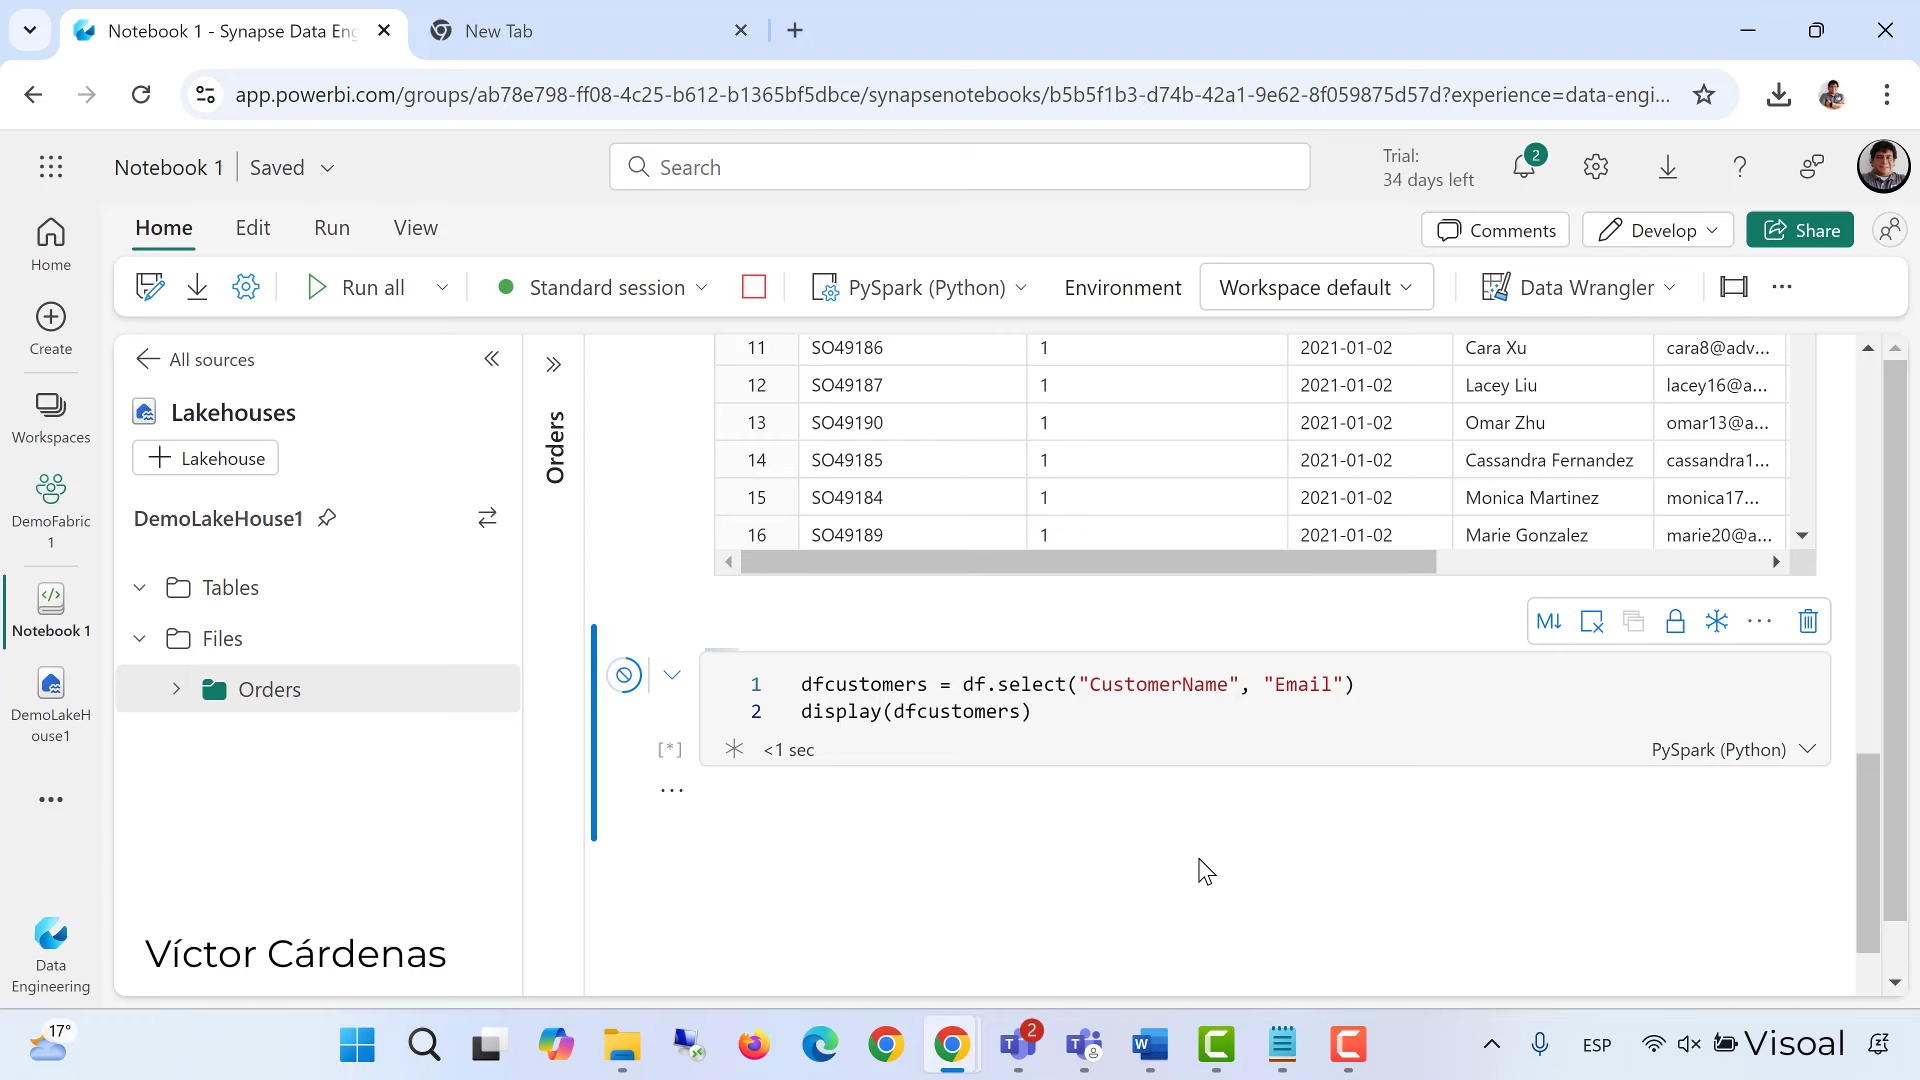 Notebook 1 - Synapse Data Eng
New Tab
app.powerbi.com/groups/ab78e798-ff08-4c25-b612-b1365bf5dbce/synapsenotebooks/b5b5f1b3-d74b-42a1-9e62-8f059875d57d?experience=data-engi...
Notebook 1 | Saved
Search
Trial:
34 days left
2
Home Edit Run View
Comments
Develop
Share
Run all
Standard session
PySpark (Python)
Environment
Workspace default
Data Wrangler
Home
Create
Workspaces
DemoFabric
1
Notebook 1
DemoLakeH
ouse1
Data
Engineering
All sources
Lakehouses
Lakehouse
DemoLakeHouse1
Tables
Files
Orders
Víctor Cárdenas
Orders
11 SO49186 1 2021-01-02 Cara Xu cara8@adv...
12 SO49187 1 2021-01-02 Lacey Liu lacey16@a...
13 SO49190 1 2021-01-02 Omar Zhu omar13@a...
14 SO49185 1 2021-01-02 Cassandra Fernandez cassandra1...
15 SO49184 1 2021-01-02 Monica Martinez monica17...
16 SO49189 1 2021-01-02 Marie Gonzalez marie20@a...
M↓
1 dfcustomers = df.select("CustomerName", "Email")
2 display(dfcustomers)
[*] <1 sec
PySpark (Python)
...
17°
2
ESP
Visoal